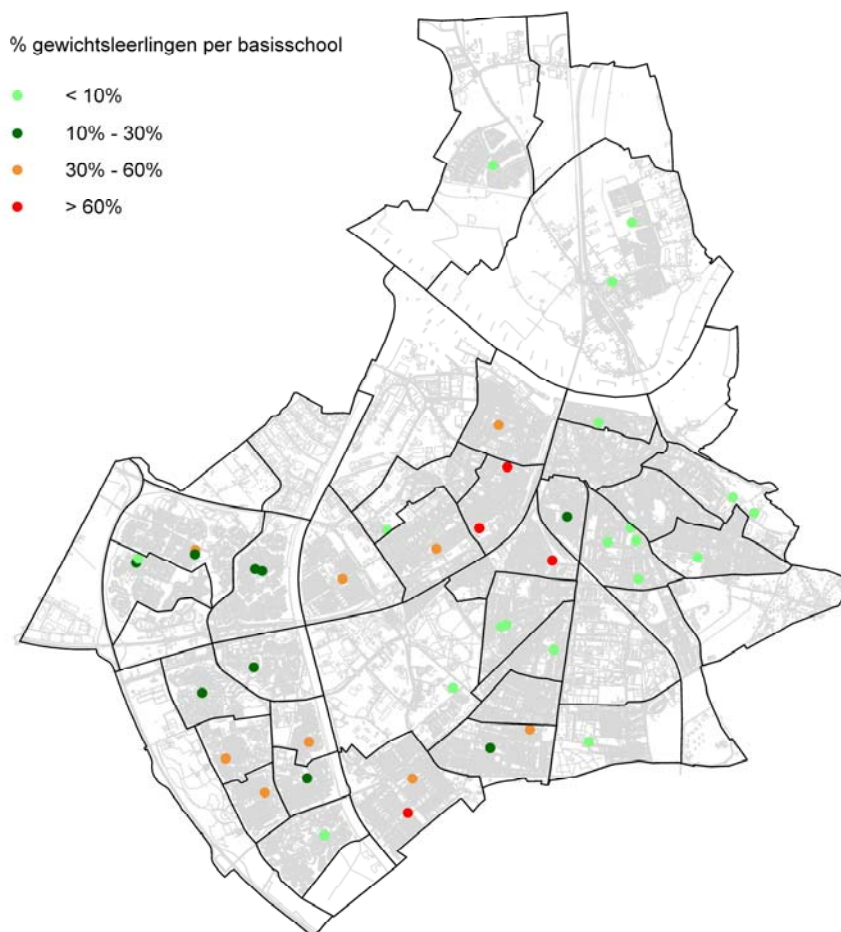 % gewichtsleerlingen per basisschool
< 10%
10% - 30%
30% - 60%
> 60%